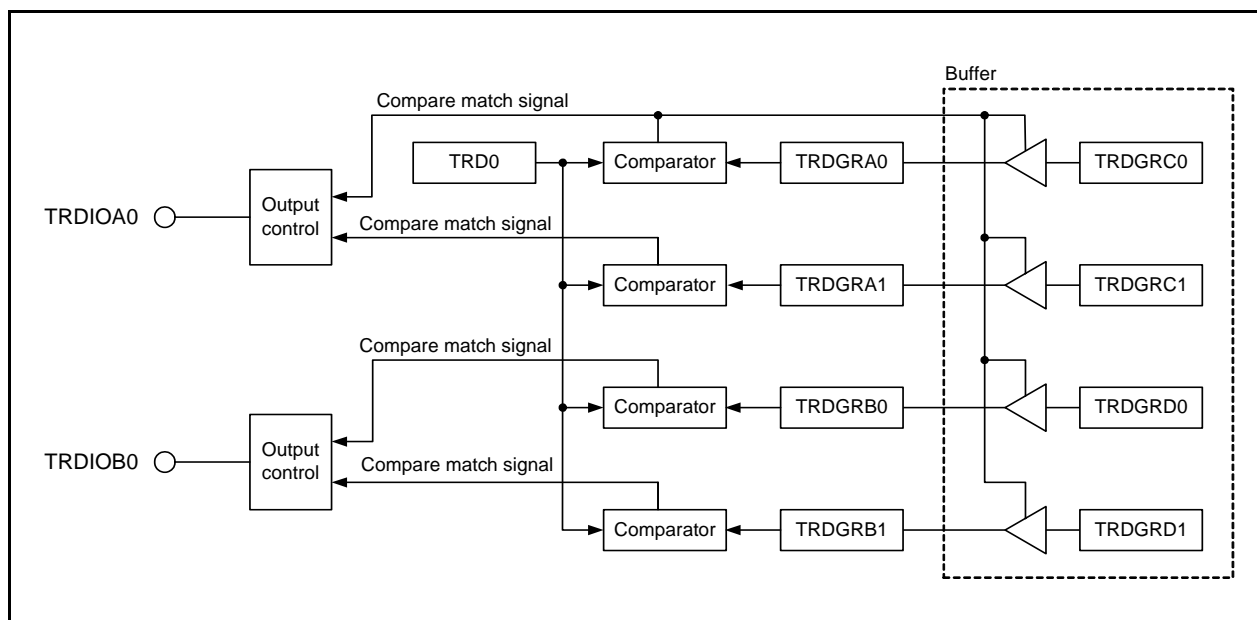 Buffer
Compare match signal
TRD0
Comparator
TRDGRA0
TRDGRC0
TRDIOA0
Output
control
Compare match signal
Comparator
TRDGRA1
TRDGRC1
Compare match signal
Comparator
TRDGRB0
TRDGRD0
TRDIOB0
Output
control
Compare match signal
Comparator
TRDGRB1
TRDGRD1